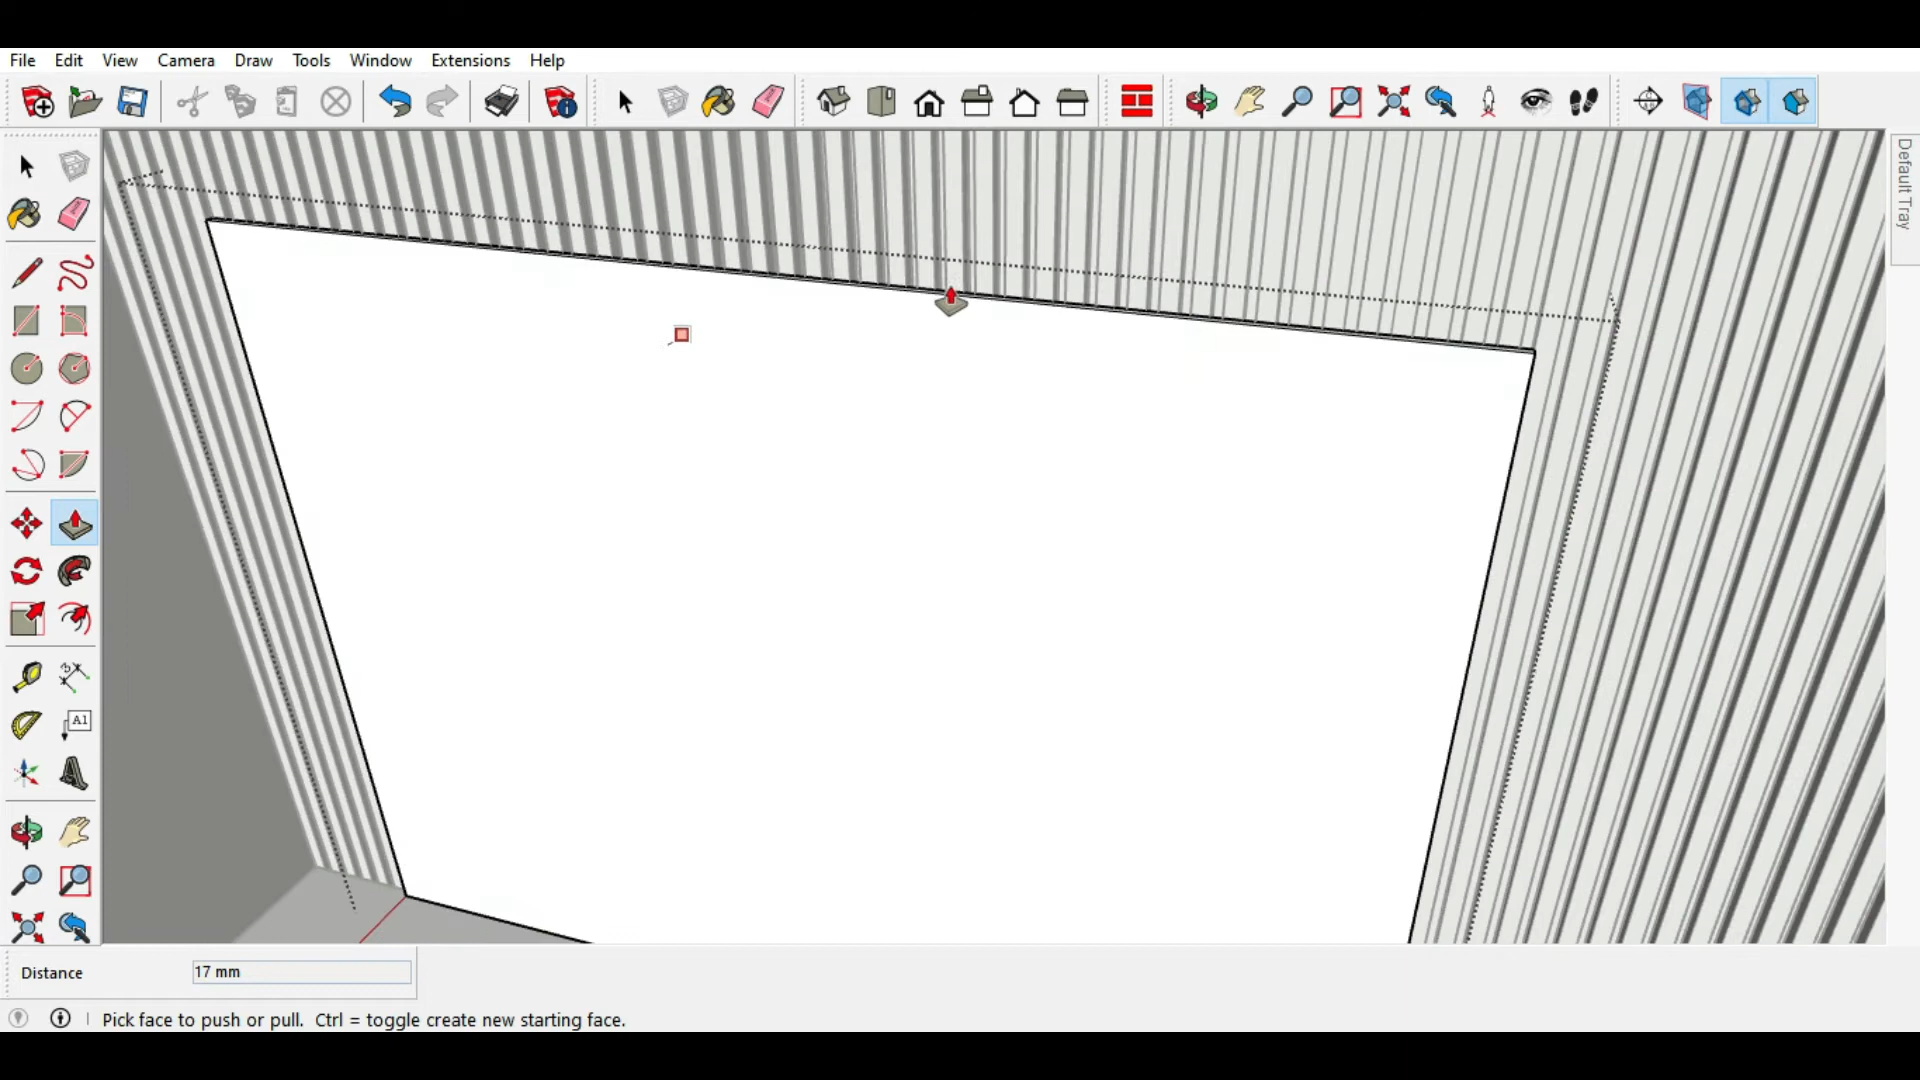 File Edit View Camera Draw Tools Window Extensions Help
Default Tray
A1
Distance 17 mm
Pick face to push or pull. Ctrl = toggle create new starting face.